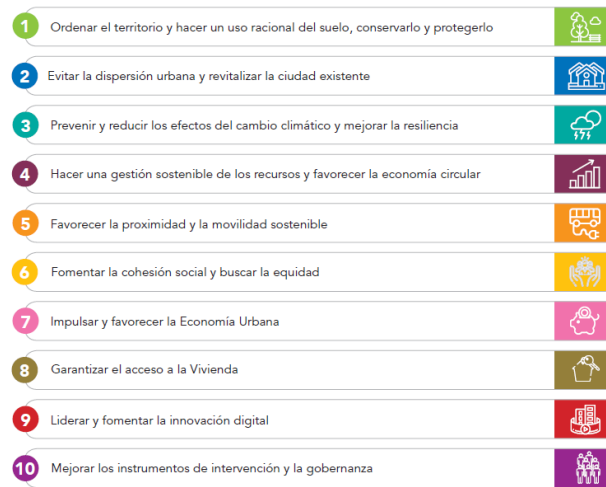 1 Ordenar el territorio y hacer un uso racional del suelo, conservarlo y protegerlo
2 Evitar la dispersión urbana y revitalizar la ciudad existente
3 Prevenir y reducir los efectos del cambio climático y mejorar la resiliencia
4 Hacer una gestión sostenible de los recursos y favorecer la economía circular
5 Favorecer la proximidad y la movilidad sostenible
6 Fomentar la cohesión social y buscar la equidad
7 Impulsar y favorecer la Economía Urbana
8 Garantizar el acceso a la Vivienda
9 Liderar y fomentar la innovación digital
10 Mejorar los instrumentos de intervención y la gobernanza